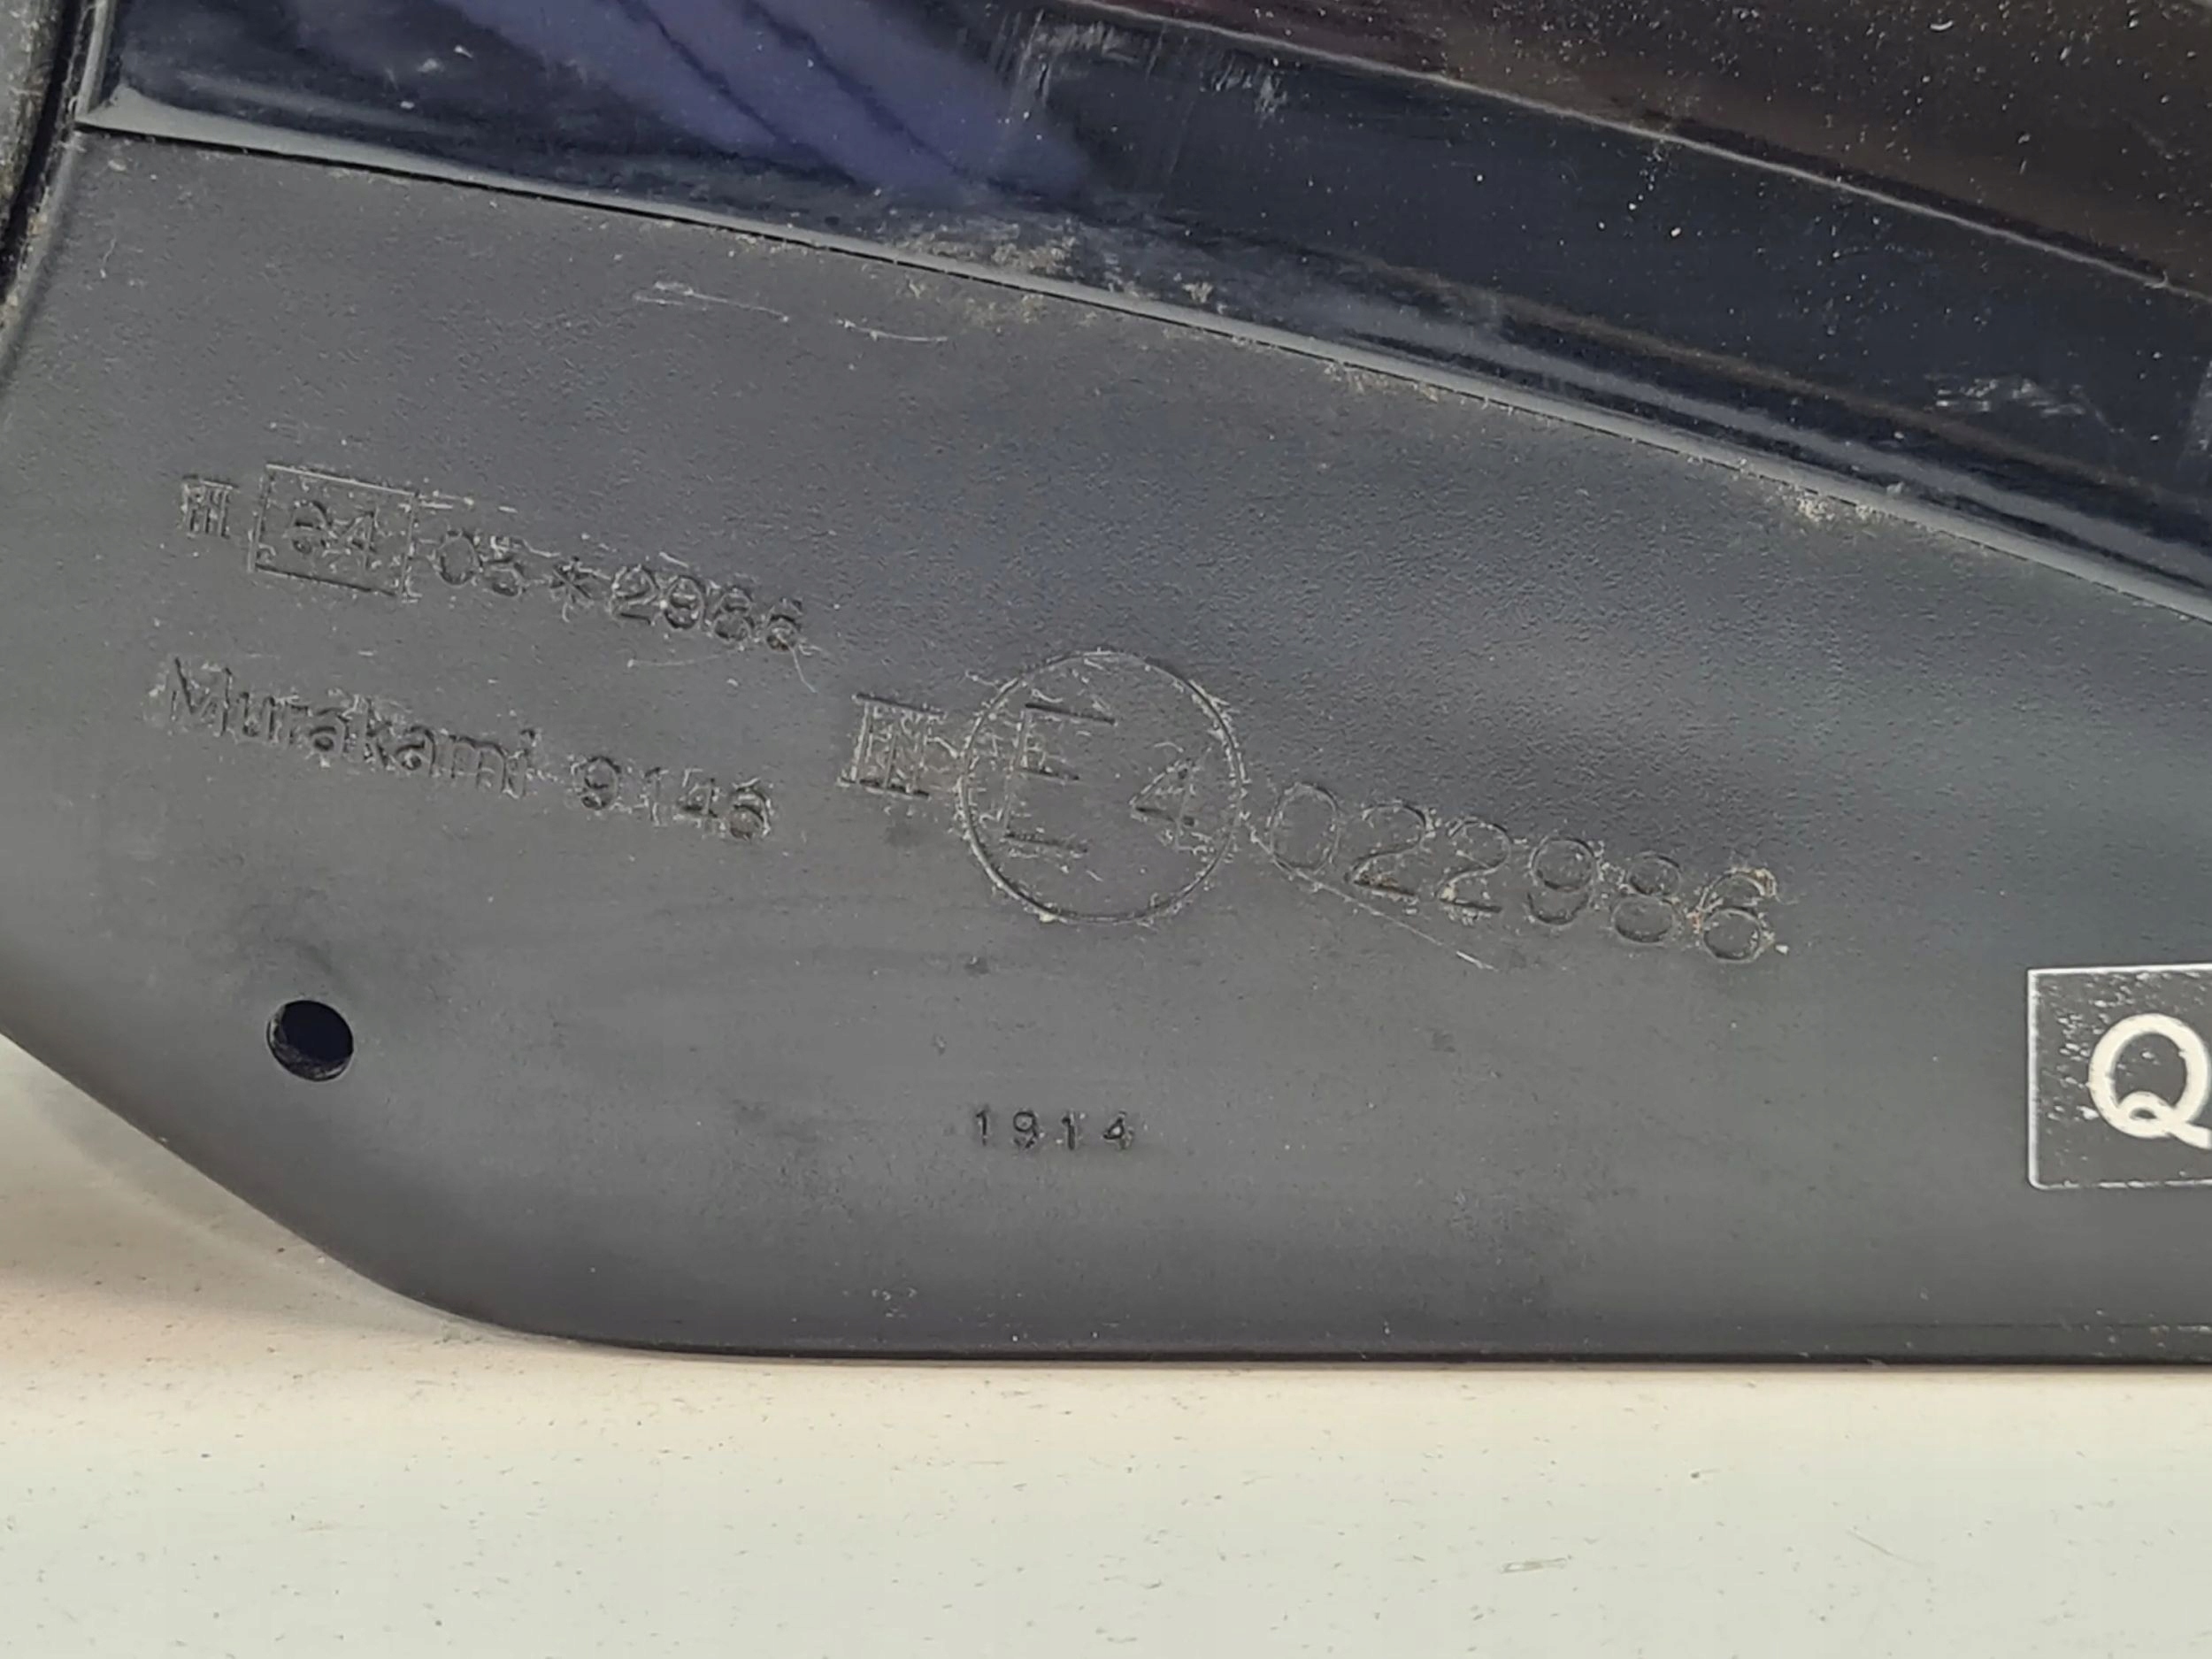 III e4 03*2986
Murakami 9146
III E4 022986
1914
Q